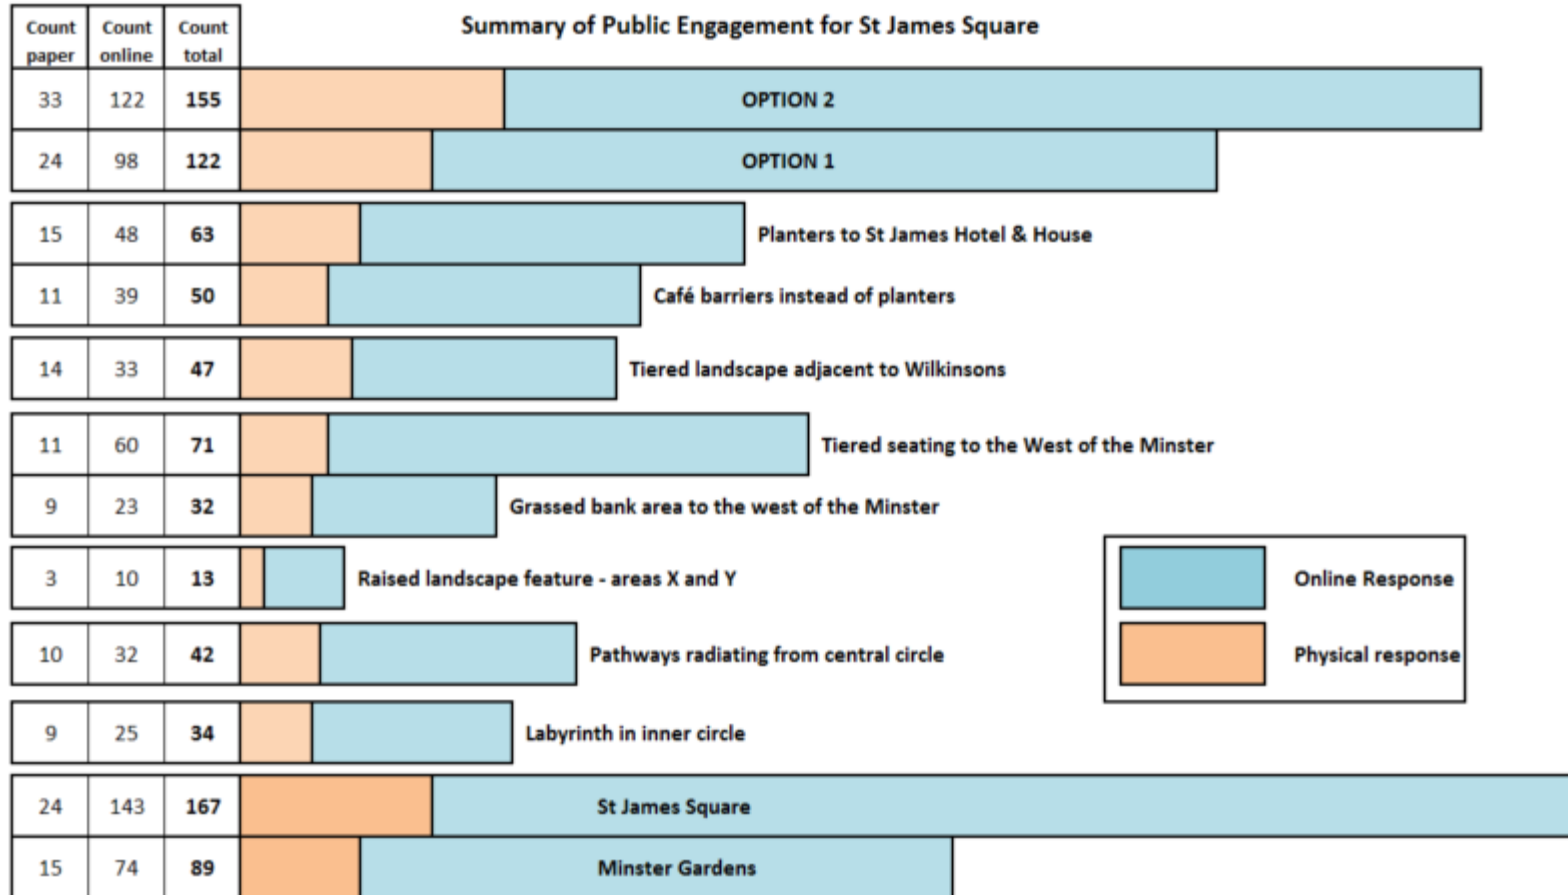 Summary of Public Engagement for St James Square
Count paper Count online Count total
33 122 155 OPTION 2
24 98 122 OPTION 1
15 48 63 Planters to St James Hotel & House
11 39 50 Café barriers instead of planters
14 33 47 Tiered landscape adjacent to Wilkinsons
11 60 71 Tiered seating to the West of the Minster
9 23 32 Grassed bank area to the west of the Minster
3 10 13 Raised landscape feature - areas X and Y
10 32 42 Pathways radiating from central circle
9 25 34 Labyrinth in inner circle
24 143 167 St James Square
15 74 89 Minster Gardens
Online Response
Physical response